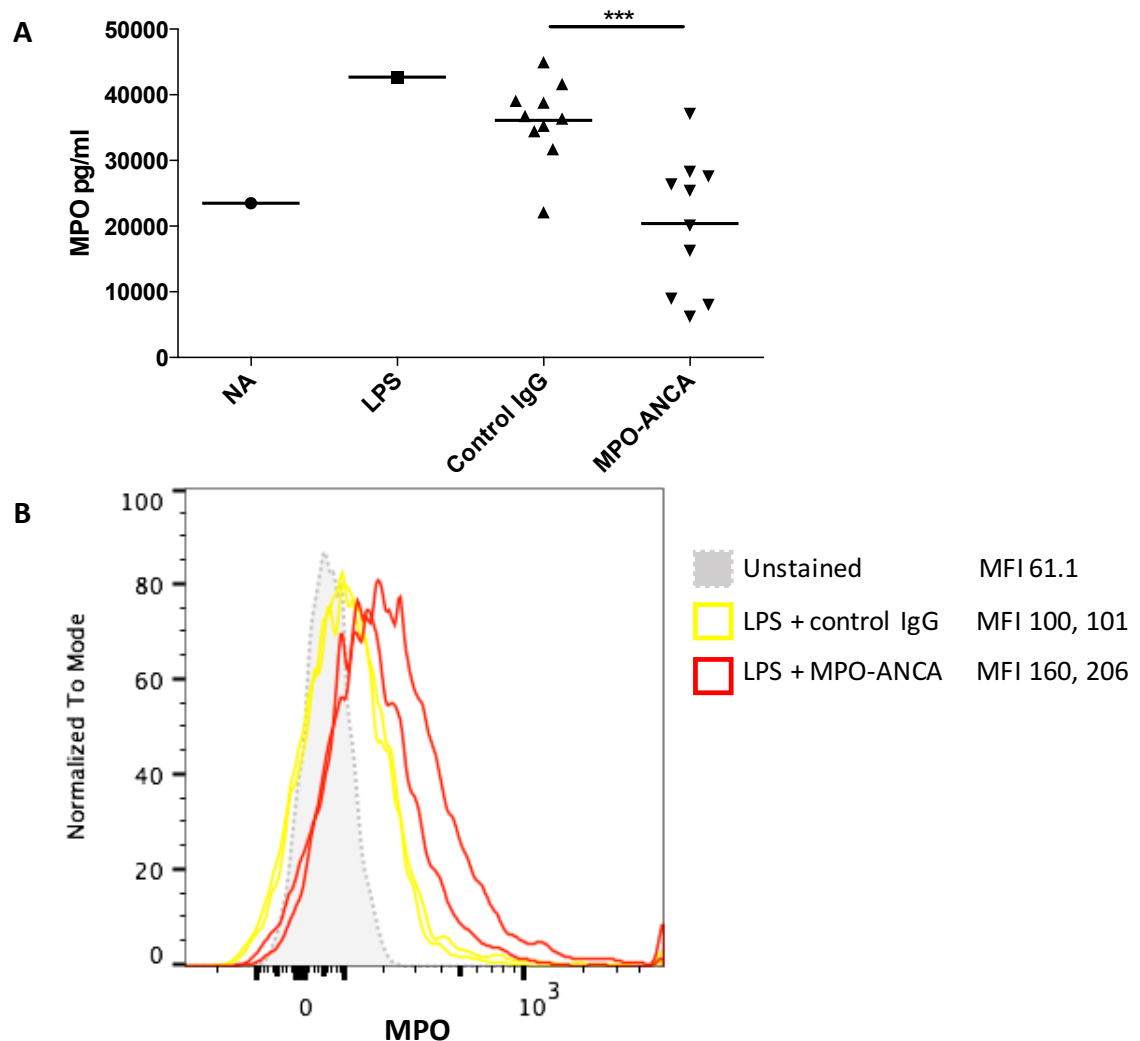 A
***
50000
40000
30000
20000
10000
0
MPO pg/ml
NA
LPS
Control IgG
MPO-ANCA
B
100
80
60
40
20
0
Normalized To Mode
0
10³
MPO
Unstained MFI 61.1
LPS + control IgG MFI 100, 101
LPS + MPO-ANCA MFI 160, 206